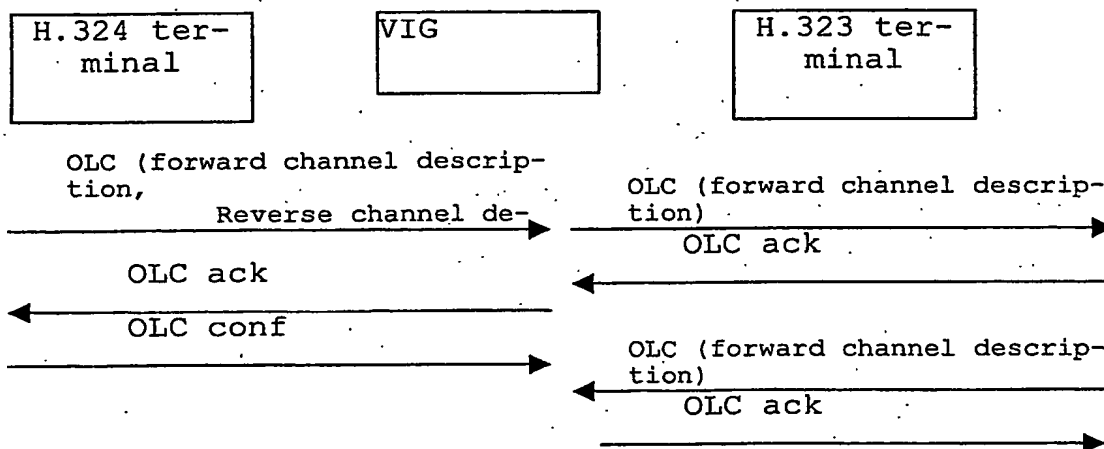 H.324 ter-
minal
VIG
H.323 ter-
minal
OLC (forward channel descrip-
tion,
Reverse channel de-
OLC (forward channel descrip-
tion)
OLC ack
OLC ack
OLC conf
OLC (forward channel descrip-
tion)
OLC ack